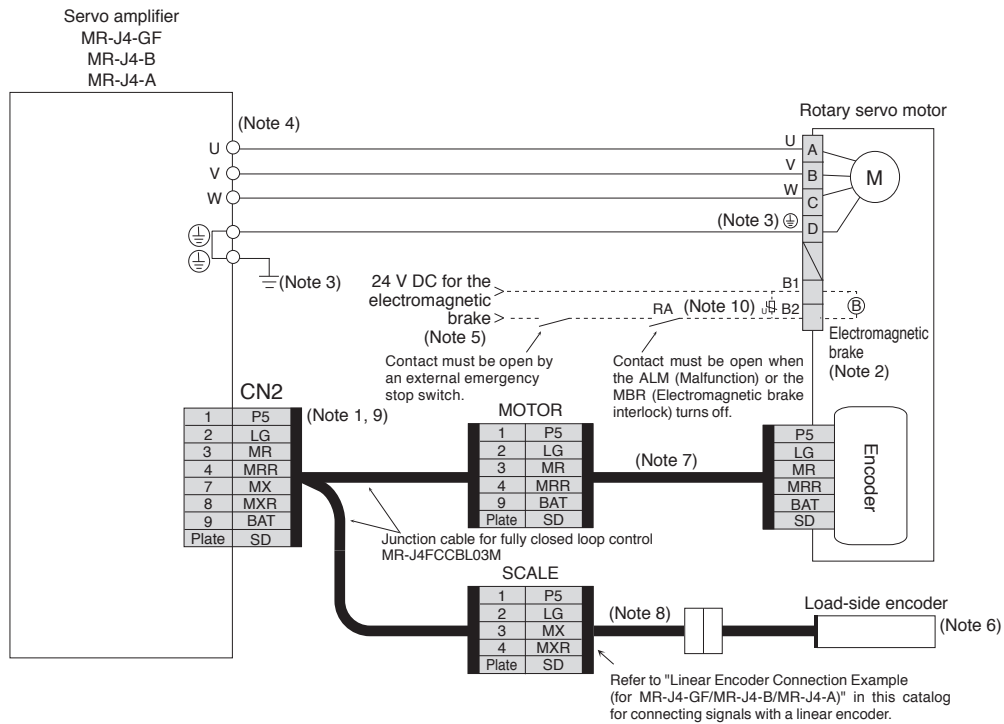 Servo amplifier
MR-J4-GF
MR-J4-B
MR-J4-A
Rotary servo motor
(Note 4)
U
V
W
U
V
W
A
B
C
D
M
(Note 3)
(Note 3)
24 V DC for the
electromagnetic
brake
(Note 5)
RA
(Note 10)
B1
U
B2
B
Electromagnetic
brake
(Note 2)
Contact must be open by
an external emergency
stop switch.
Contact must be open when
the ALM (Malfunction) or the
MBR (Electromagnetic brake
interlock) turns off.
CN2
(Note 1, 9)
1 P5
2 LG
3 MR
4 MRR
7 MX
8 MXR
9 BAT
Plate SD
MOTOR
1 P5
2 LG
3 MR
4 MRR
9 BAT
Plate SD
(Note 7)
P5
LG
MR
MRR
BAT
SD
Encoder
Junction cable for fully closed loop control
MR-J4FCCBL03M
SCALE
1 P5
2 LG
3 MX
4 MXR
Plate SD
(Note 8)
Load-side encoder
(Note 6)
Refer to "Linear Encoder Connection Example
(for MR-J4-GF/MR-J4-B/MR-J4-A)" in this catalog
for connecting signals with a linear encoder.